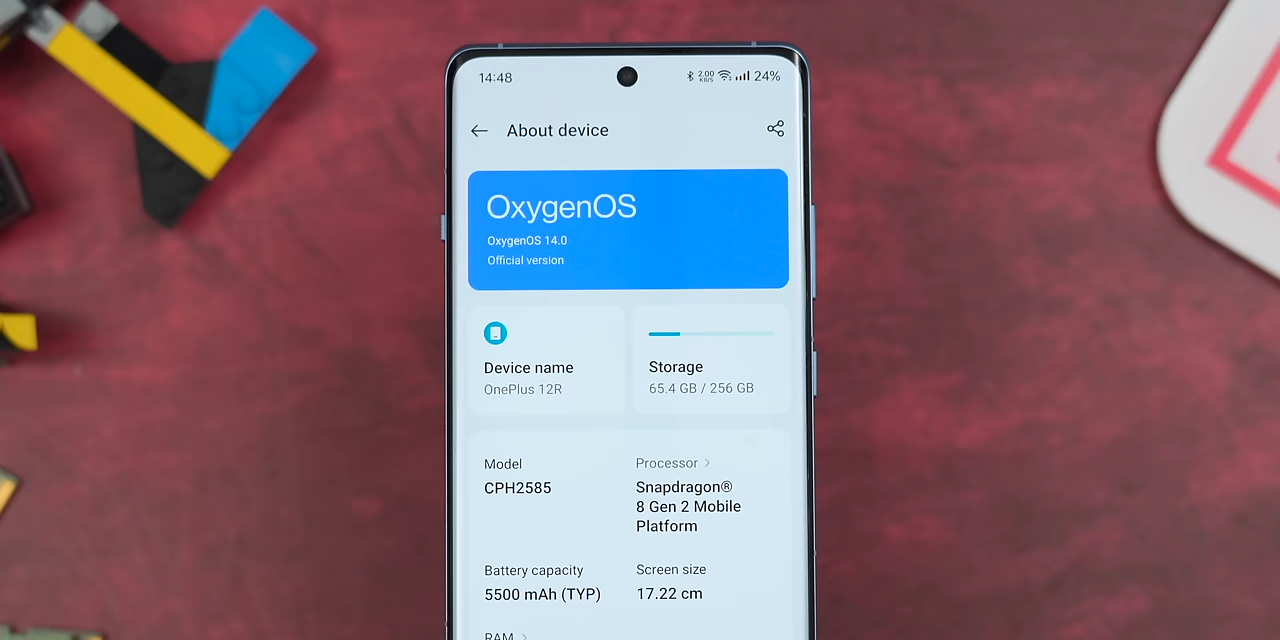 14:48 2.00 KB/S 24%
About device
OxygenOS
OxygenOS 14.0
Official version
Device name
OnePlus 12R
Storage
65.4 GB / 256 GB
Model
CPH2585
Processor
Snapdragon®
8 Gen 2 Mobile
Platform
Battery capacity
5500 mAh (TYP)
Screen size
17.22 cm
RAM